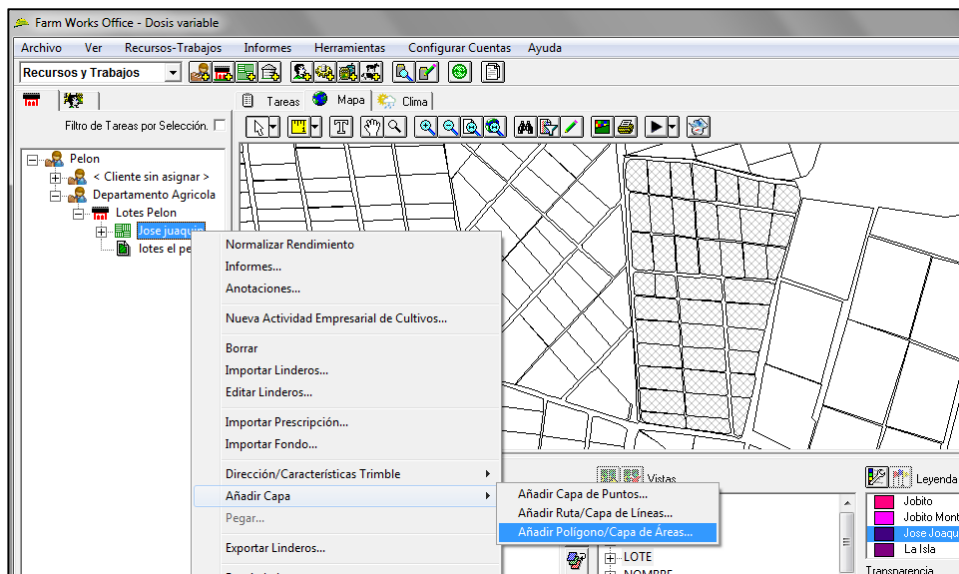 Farm Works Office - Dosis variable
Archivo Ver Recursos-Trabajos Informes Herramientas Configurar Cuentas Ayuda
Recursos y Trabajos
Tareas Mapa Clima
Filtro de Tareas por Selección.
Pelon
< Cliente sin asignar >
Departamento Agricola
Lotes Pelon
Jose juaquin
lotes el pe
Normalizar Rendimiento
Informes...
Anotaciones...
Nueva Actividad Empresarial de Cultivos...
Borrar
Importar Linderos...
Editar Linderos...
Importar Prescripción...
Importar Fondo...
Dirección/Características Trimble
Añadir Capa
Pegar...
Exportar Linderos...
Añadir Capa de Puntos...
Añadir Ruta/Capa de Líneas...
Añadir Polígono/Capa de Áreas...
Vistas
LOTE
NOMBRE
Leyenda
Jobito
Jobito Mont
Jose Joaqu
La Isla
Transparencia